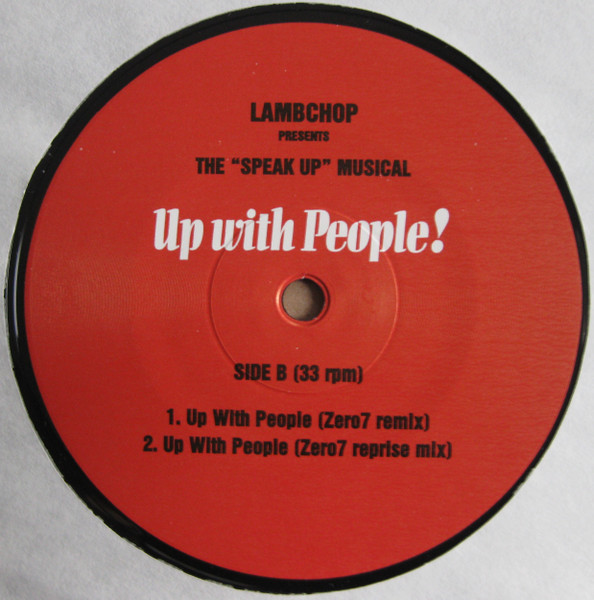 LAMBCHOP
PRESENTS
THE “SPEAK UP” MUSICAL
Up with People!
SIDE B (33 rpm)
1. Up With People (Zero7 remix)
2. Up With People (Zero7 reprise mix)